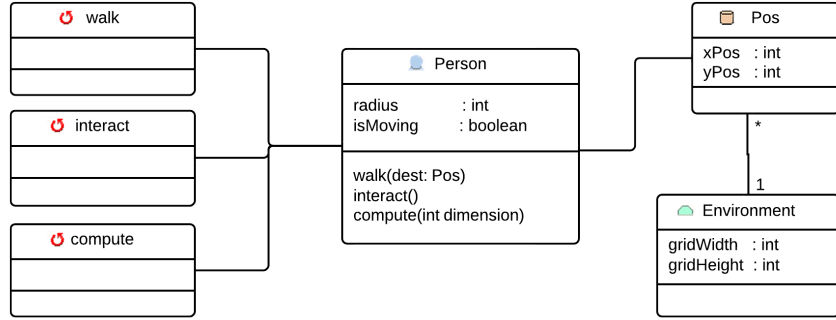 walk
interact
compute
Person
radius : int
isMoving : boolean
walk(dest: Pos)
interact()
compute(int dimension)
Pos
xPos : int
yPos : int
*
1
Environment
gridWidth : int
gridHeight : int